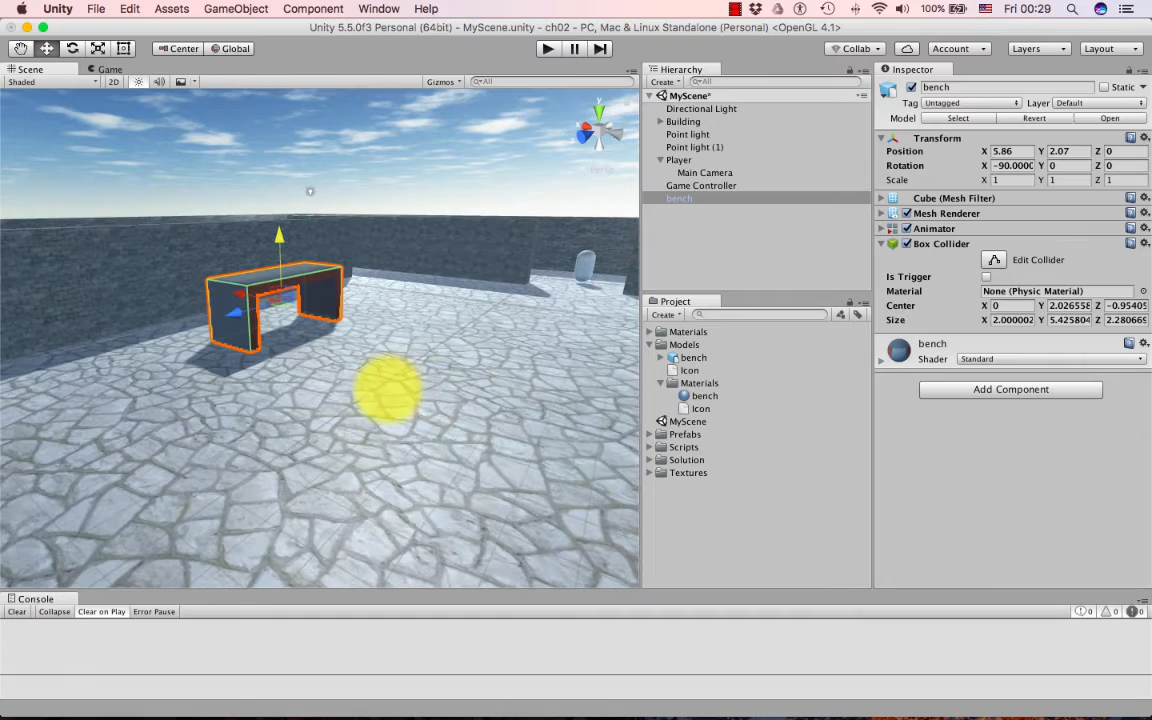 Unity File Edit Assets GameObject Component Window Help 100% Fri 00:29
Unity 5.5.0f3 Personal (64bit) - MyScene.unity - ch02 - PC, Mac & Linux Standalone (Personal) <OpenGL 4.1>
Center Global Collab Account Layers Layout
Scene Game
Shaded 2D Gizmos All
y
Persp
Hierarchy
Create All
MyScene*
Directional Light
Building
Point light
Point light (1)
Player
Main Camera
Game Controller
bench
Project
Create
Materials
Models
bench
Icon
Materials
bench
Icon
MyScene
Prefabs
Scripts
Solution
Textures
Inspector
bench Static
Tag Untagged Layer Default
Model Select Revert Open
Transform
Position X 5.86 Y 2.07 Z 0
Rotation X -90.0000 Y 0 Z 0
Scale X 1 Y 1 Z 1
Cube (Mesh Filter)
Mesh Renderer
Animator
Box Collider
Edit Collider
Is Trigger
Material None (Physic Material)
Center X 0 Y 2.026558 Z -0.95405
Size X 2.000002 Y 5.425804 Z 2.280669
bench
Shader Standard
Add Component
Console
Clear Collapse Clear on Play Error Pause 0 0 0